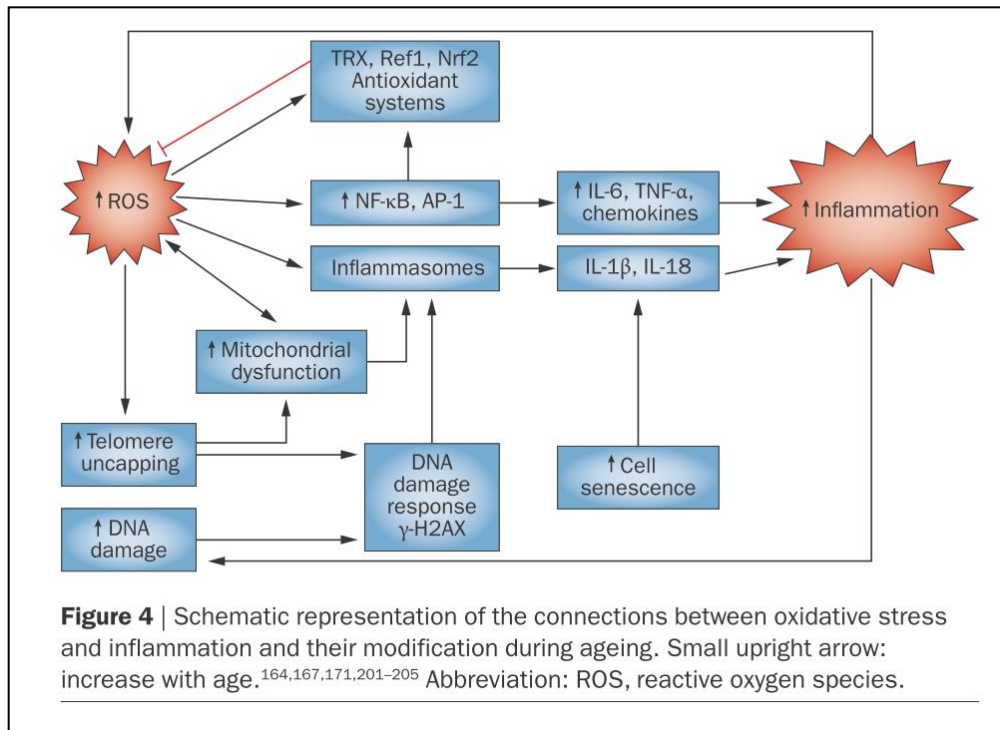 TRX, Ref1, Nrf2
Antioxidant
systems
↑ ROS
↑ NF-κB, AP-1
↑ IL-6, TNF-α,
chemokines
↑ Inflammation
Inflammasomes
IL-1β, IL-18
↑ Mitochondrial
dysfunction
↑ Telomere
uncapping
DNA
damage
response
γ-H2AX
↑ Cell
senescence
↑ DNA
damage
Figure 4 | Schematic representation of the connections between oxidative stress
and inflammation and their modification during ageing. Small upright arrow:
increase with age.164,167,171,201–205 Abbreviation: ROS, reactive oxygen species.